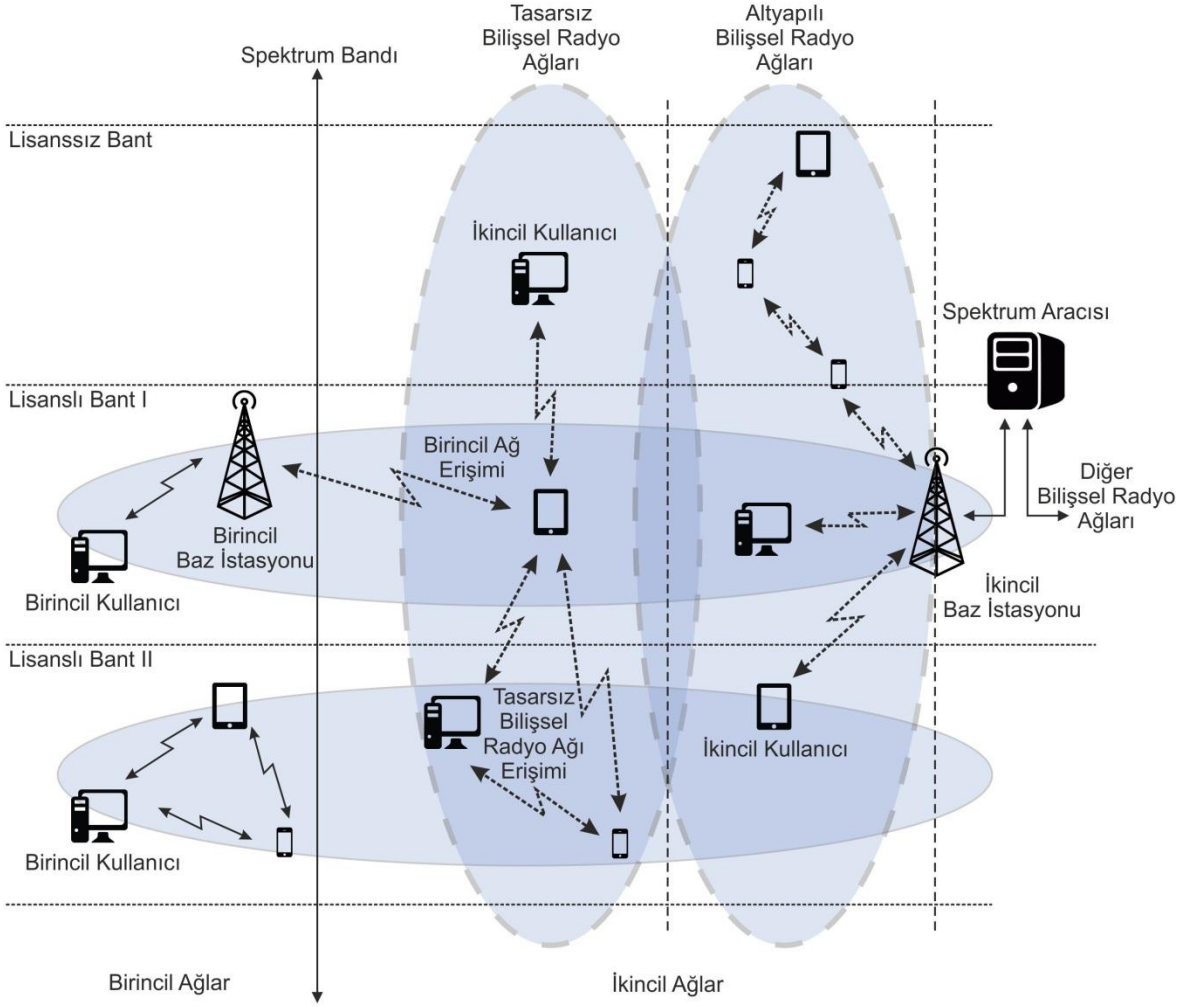 Tasarsız
Bilişsel Radyo
Ağları
Altyapılı
Bilişsel Radyo
Ağları
Spektrum Bandı
Lisanssız Bant
İkincil Kullanıcı
Spektrum Aracısı
Lisanslı Bant I
Birincil Ağ
Erişimi
Birincil
Baz İstasyonu
Diğer
Bilişsel Radyo
Ağları
Birincil Kullanıcı
İkincil
Baz İstasyonu
Lisanslı Bant II
Tasarsız
Bilişsel
Radyo Ağı
Erişimi
İkincil Kullanıcı
Birincil Kullanıcı
Birincil Ağlar
İkincil Ağlar